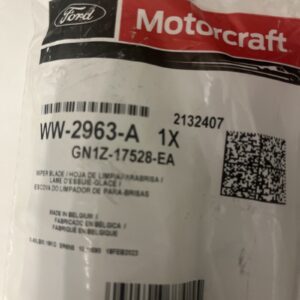 Ford
Motorcraft
2132407
WW-2963-A 1X
GN1Z-17528-EA
WIPER BLADE / HOJA DE LIMPIAPARABRISA /
LAME D'ESSUIE-GLACE /
ESCOVA DO LIMPADOR DE PARA-BRISAS
MADE IN BELGIUM /
FABRICADO EN BELGICA /
FABRIQUÉ EN BELGIQUE